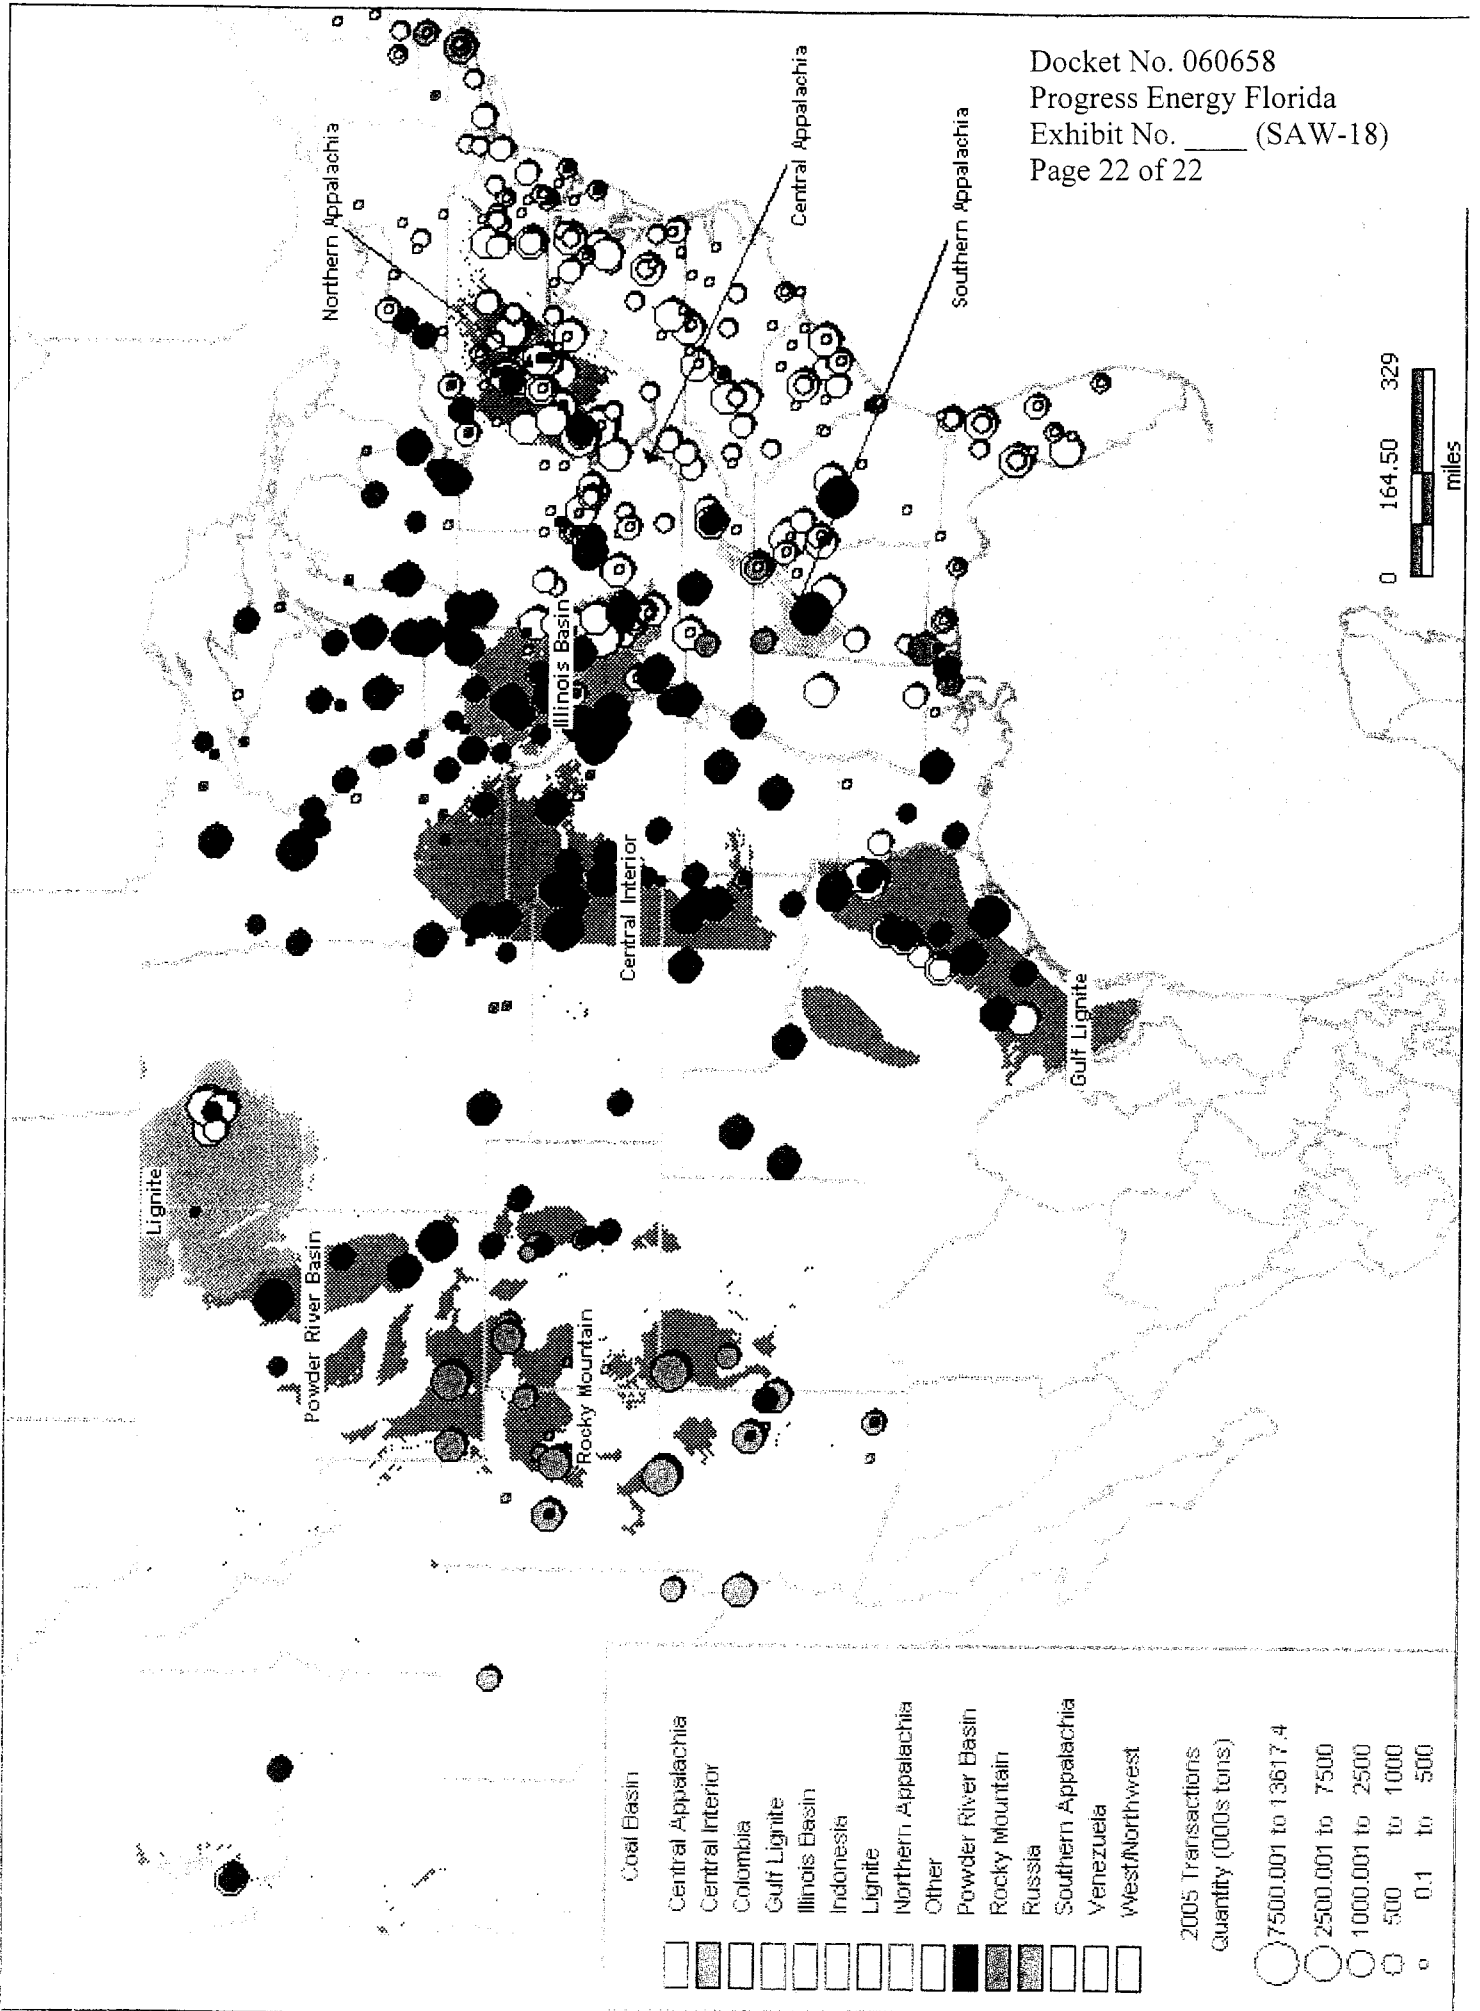 Docket No. 060658
Progress Energy Florida
Exhibit No. ____ (SAW-18)
Page 22 of 22
Northern Appalachia
Central Appalachia
Southern Appalachia
Illinois Basin
Central Interior
Gulf Lignite
Lignite
Powder River Basin
Rocky Mountain
0 164.50 329
miles
Coal Basin
Central Appalachia
Central Interior
Colombia
Gulf Lignite
Illinois Basin
Indonesia
Lignite
Northern Appalachia
Other
Powder River Basin
Rocky Mountain
Russia
Southern Appalachia
Venezuela
West/Northwest
2005 Transactions
Quantity (000s tons)
7500.001 to 13617.4
2500.001 to 7500
1000.001 to 2500
500 to 1000
0.1 to 500